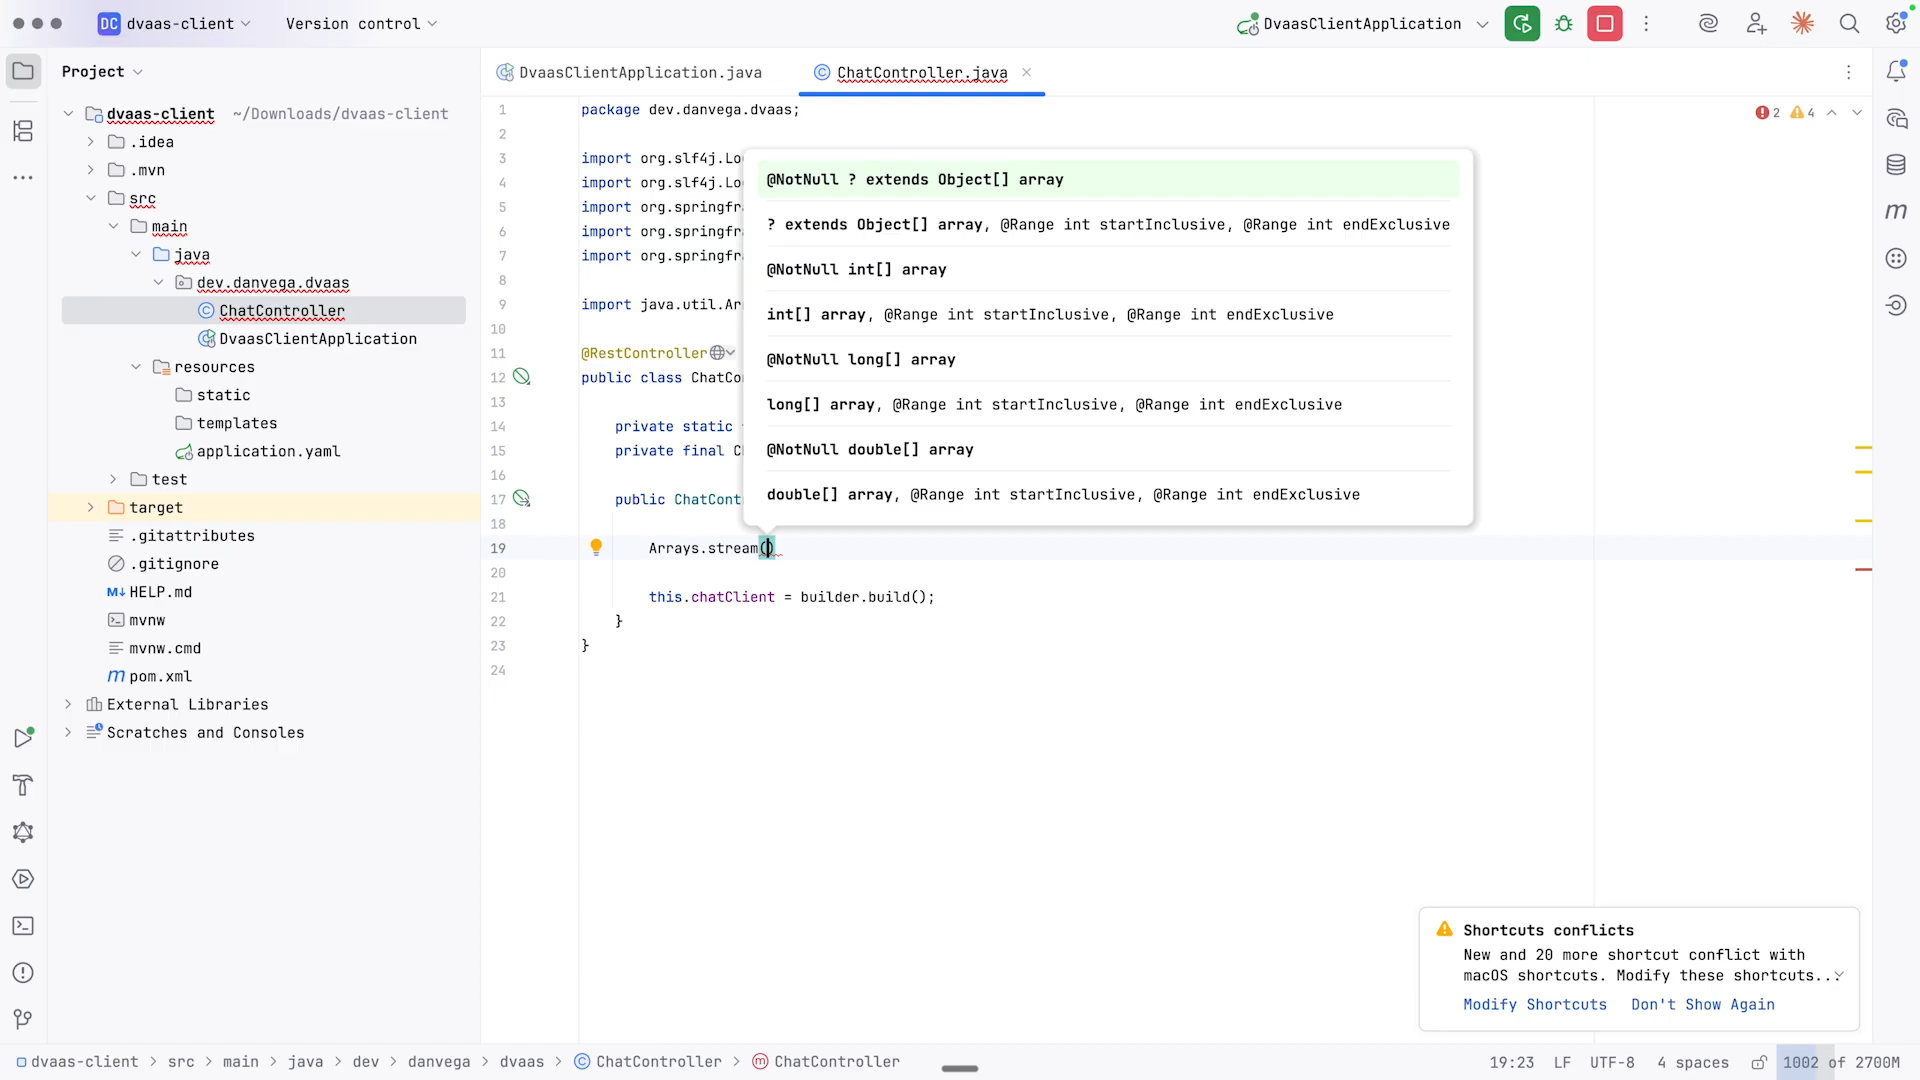 DC dvaas-client
Version control
DvaasClientApplication
Project
dvaas-client ~/Downloads/dvaas-client
.idea
.mvn
src
main
java
dev.danvega.dvaas
ChatController
DvaasClientApplication
resources
static
templates
application.yaml
test
target
.gitattributes
.gitignore
M↓ HELP.md
mvnw
mvnw.cmd
m pom.xml
External Libraries
Scratches and Consoles
DvaasClientApplication.java
ChatController.java
2 4
1 package dev.danvega.dvaas;
2
3 import org.slf4j.Lo
4 import org.slf4j.Lo
5 import org.springfr
6 import org.springfr
7 import org.springfr
8
9 import java.util.Ar
10
11 @RestController
12 public class ChatCo
13
14 private static
15 private final C
16
17 public ChatCont
18
19 Arrays.stream()
20
21 this.chatClient = builder.build();
22 }
23 }
24
@NotNull ? extends Object[] array
? extends Object[] array, @Range int startInclusive, @Range int endExclusive
@NotNull int[] array
int[] array, @Range int startInclusive, @Range int endExclusive
@NotNull long[] array
long[] array, @Range int startInclusive, @Range int endExclusive
@NotNull double[] array
double[] array, @Range int startInclusive, @Range int endExclusive
Shortcuts conflicts
New and 20 more shortcut conflict with
macOS shortcuts. Modify these shortcuts...
Modify Shortcuts Don't Show Again
dvaas-client > src > main > java > dev > danvega > dvaas > ChatController > ChatController
19:23 LF UTF-8 4 spaces 1002 of 2700M